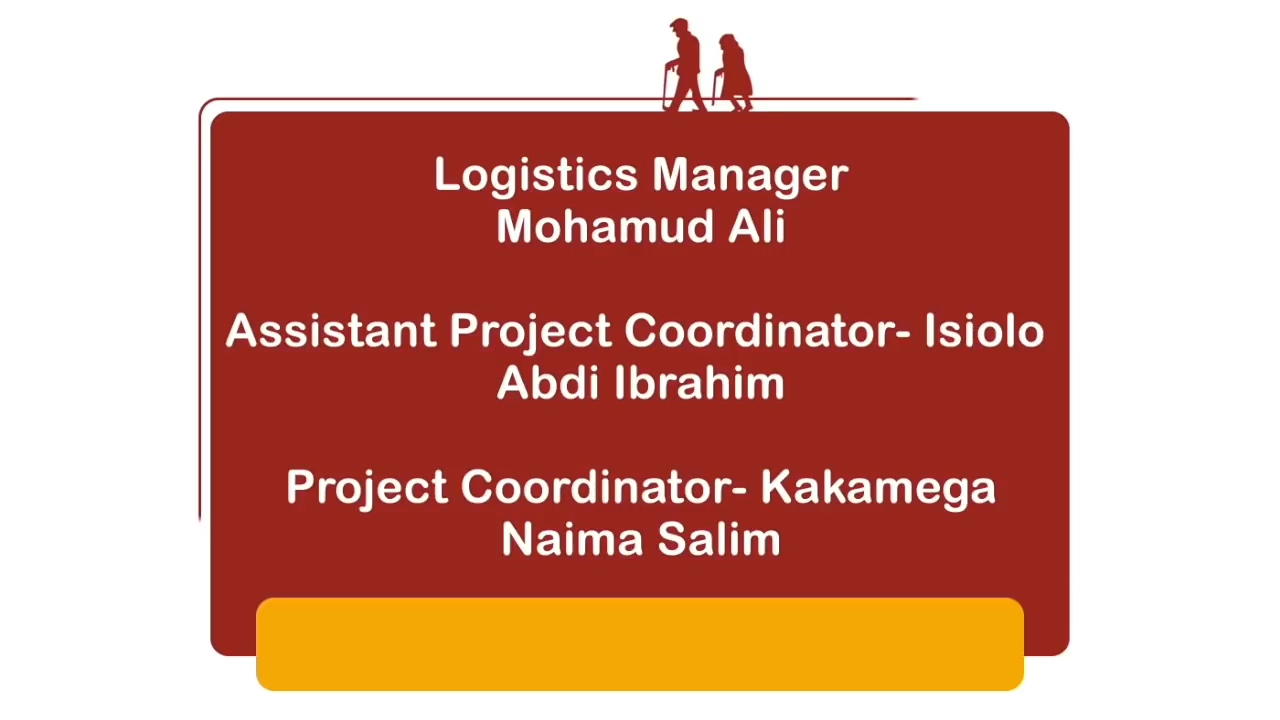 Logistics Manager
Mohamud Ali
Assistant Project Coordinator- Isiolo
Abdi Ibrahim
Project Coordinator- Kakamega
Naima Salim